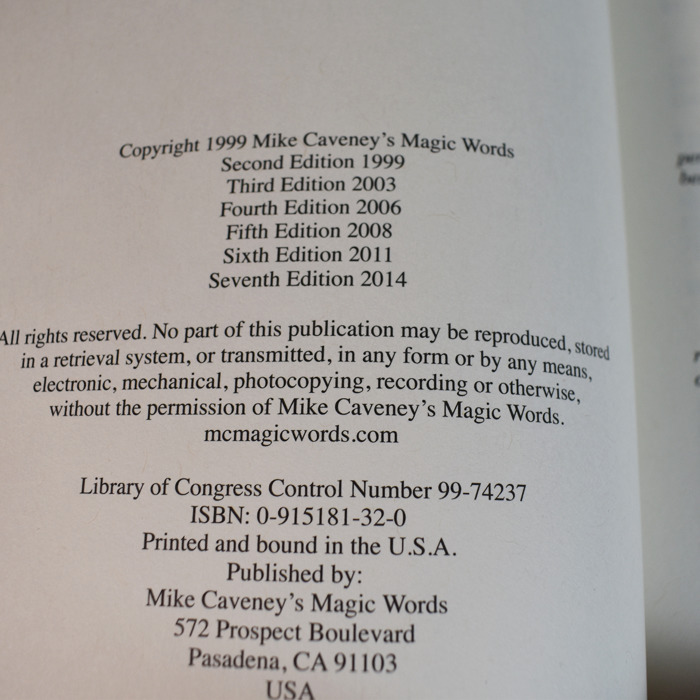 Copyright 1999 Mike Caveney's Magic Words
Second Edition 1999
Third Edition 2003
Fourth Edition 2006
Fifth Edition 2008
Sixth Edition 2011
Seventh Edition 2014
All rights reserved. No part of this publication may be reproduced, stored
in a retrieval system, or transmitted, in any form or by any means,
electronic, mechanical, photocopying, recording or otherwise,
without the permission of Mike Caveney's Magic Words.
mcmagicwords.com
Library of Congress Control Number 99-74237
ISBN: 0-915181-32-0
Printed and bound in the U.S.A.
Published by:
Mike Caveney's Magic Words
572 Prospect Boulevard
Pasadena, CA 91103
USA